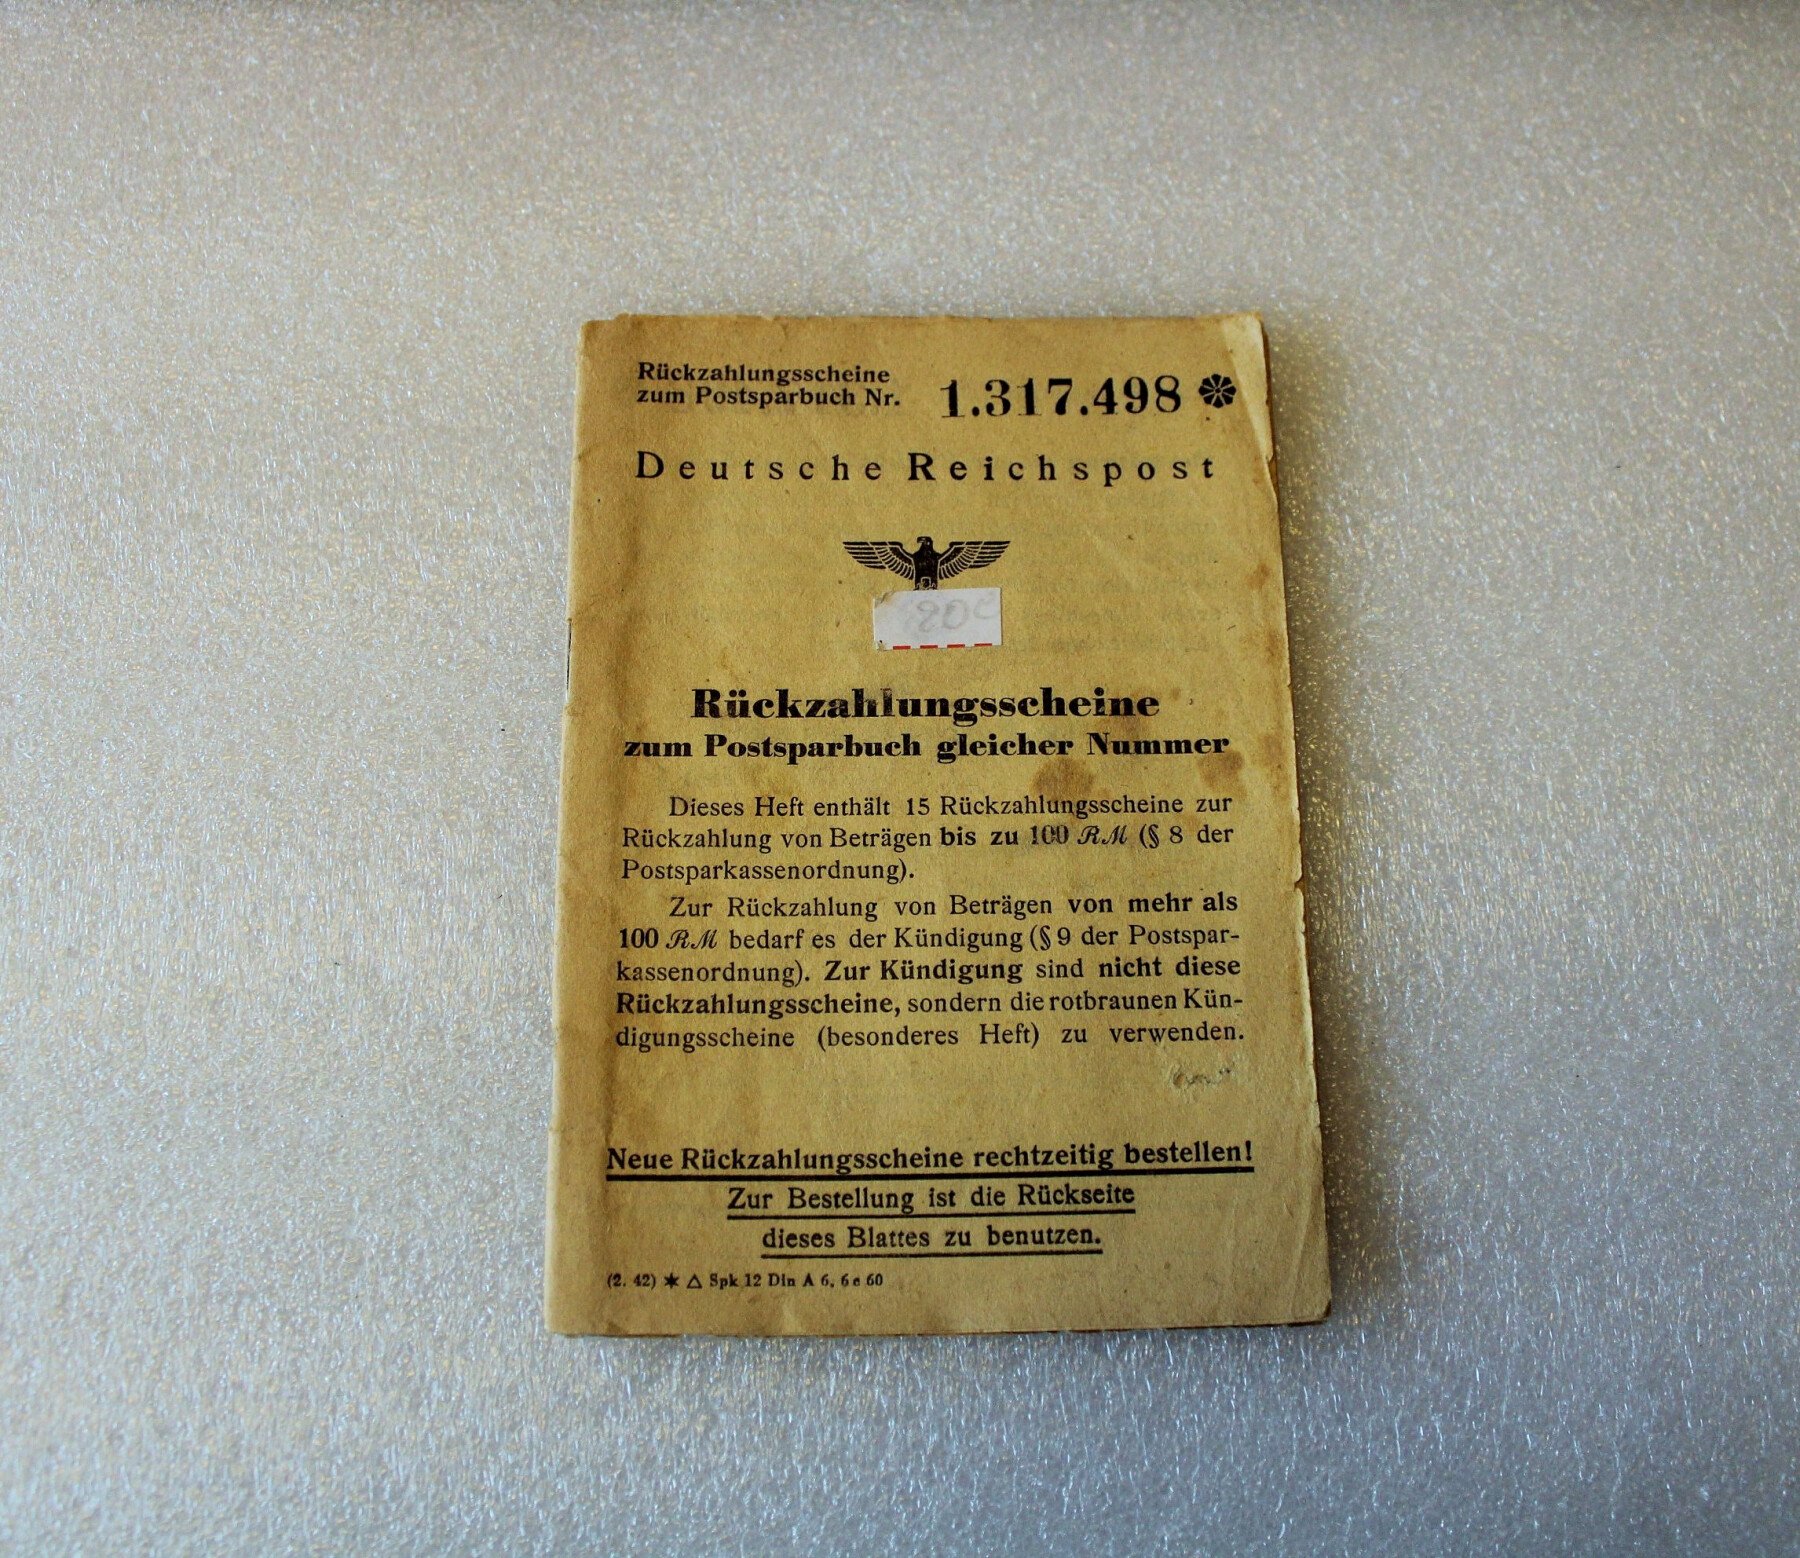 Rückzahlungsscheine
zum Postsparbuch Nr. 1.317.498
Deutsche Reichspost
Rückzahlungsscheine
zum Postsparbuch gleicher Nummer
Dieses Heft enthält 15 Rückzahlungsscheine zur
Rückzahlung von Beträgen bis zu 100 RM (§ 8 der
Postsparkassenordnung).
Zur Rückzahlung von Beträgen von mehr als
100 RM bedarf es der Kündigung (§ 9 der Postspar-
kassenordnung). Zur Kündigung sind nicht diese
Rückzahlungsscheine, sondern die rotbraunen Kün-
digungsscheine (besonderes Heft) zu verwenden.
Neue Rückzahlungsscheine rechtzeitig bestellen!
Zur Bestellung ist die Rückseite
dieses Blattes zu benutzen.
(2. 42) ✶ △ Spk 12 Din A 6, 6 e 60